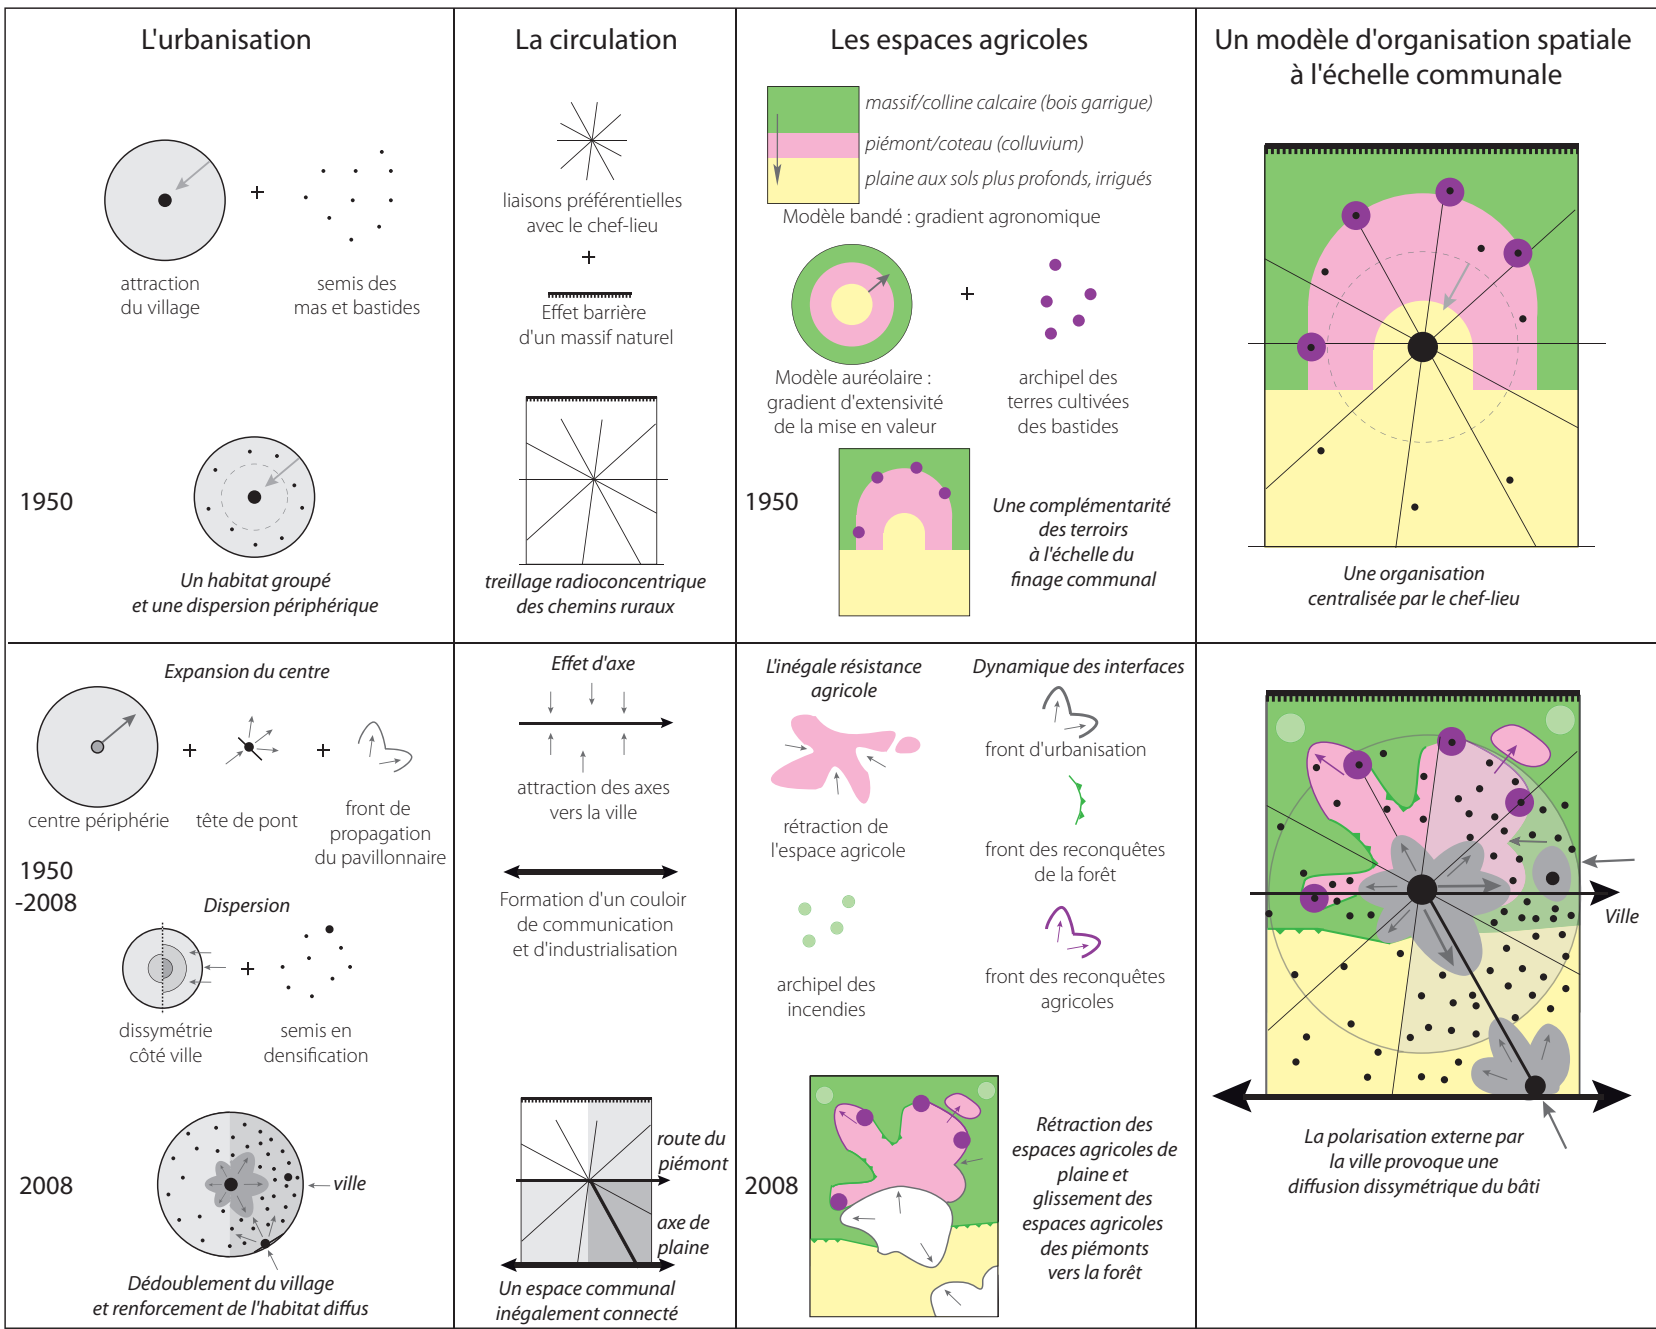 L'urbanisation
attraction
du village
+
semis des
mas et bastides
1950
Un habitat groupé
et une dispersion périphérique
La circulation
liaisons préférentielles
avec le chef-lieu
+
Effet barrière
d'un massif naturel
treillage radioconcentrique
des chemins ruraux
Les espaces agricoles
massif/colline calcaire (bois garrigue)
piémont/coteau (colluvium)
plaine aux sols plus profonds, irrigués
Modèle bandé : gradient agronomique
+
Modèle auréolaire :
gradient d'extensivité
de la mise en valeur
archipel des
terres cultivées
des bastides
1950
Une complémentarité
des terroirs
à l'échelle du
finage communal
Un modèle d'organisation spatiale
à l'échelle communale
Une organisation
centralisée par le chef-lieu
Expansion du centre
+
+
centre périphérie
tête de pont
front de
propagation
du pavillonnaire
1950
-2008
Dispersion
+
dissymétrie
côté ville
semis en
densification
2008
ville
Dédoublement du village
et renforcement de l'habitat diffus
Effet d'axe
attraction des axes
vers la ville
Formation d'un couloir
de communication
et d'industrialisation
route du
piémont
axe de
plaine
Un espace communal
inégalement connecté
L'inégale résistance
agricole
rétraction de
l'espace agricole
archipel des
incendies
Dynamique des interfaces
front d'urbanisation
front des reconquêtes
de la forêt
front des reconquêtes
agricoles
2008
Rétraction des
espaces agricoles de
plaine et
glissement des
espaces agricoles
des piémonts
vers la forêt
Ville
La polarisation externe par
la ville provoque une
diffusion dissymétrique du bâti